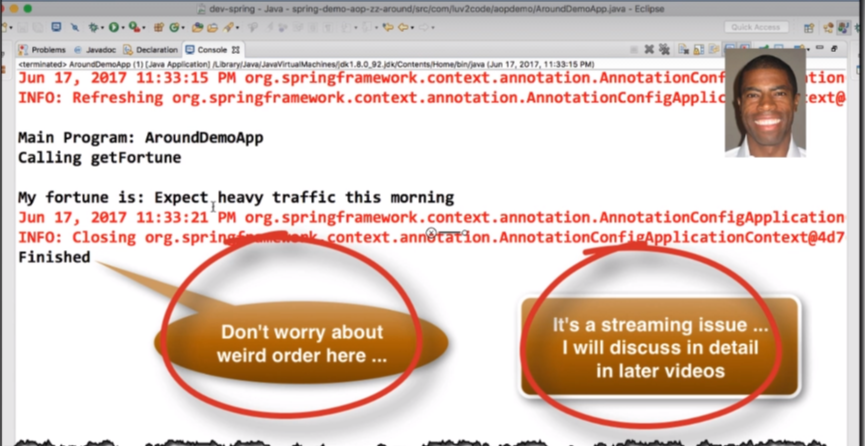 dev-spring - Java - spring-demo-aop-zz-around/src/com/luv2code/aopdemo/AroundDemoApp.java - Eclipse
Quick Access
Problems Javadoc Declaration Console
<terminated> AroundDemoApp (1) [Java Application] /Library/Java/JavaVirtualMachines/jdk1.8.0_92.jdk/Contents/Home/bin/java (Jun 17, 2017, 11:33:15 PM)
Jun 17, 2017 11:33:15 PM org.springframework.context.annotation.AnnotationConf ation
INFO: Refreshing org.springframework.context.annotation.AnnotationConfigApplic ext@
Main Program: AroundDemoApp
Calling getFortune
My fortune is: Expect heavy traffic this morning
Jun 17, 2017 11:33:21 PM org.springframework.context.annotation.AnnotationConfigApplication
INFO: Closing org.springframework.context.annotation.AnnotationConfigApplicationContext@4d7
Finished
Don't worry about
weird order here ...
It's a streaming issue ...
I will discuss in detail
in later videos